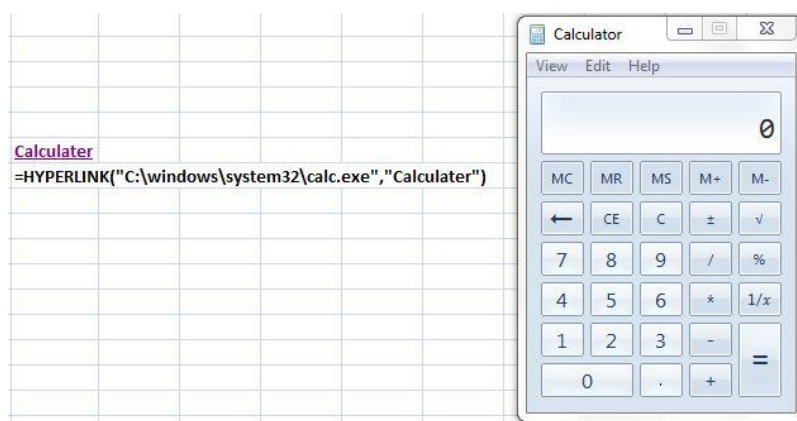 Calculater
=HYPERLINK("C:\windows\system32\calc.exe","Calculater")
Calculator
View Edit Help
0
MC MR MS M+ M-
← CE C ± √
7 8 9 / %
4 5 6 * 1/x
1 2 3 - =
0 . +